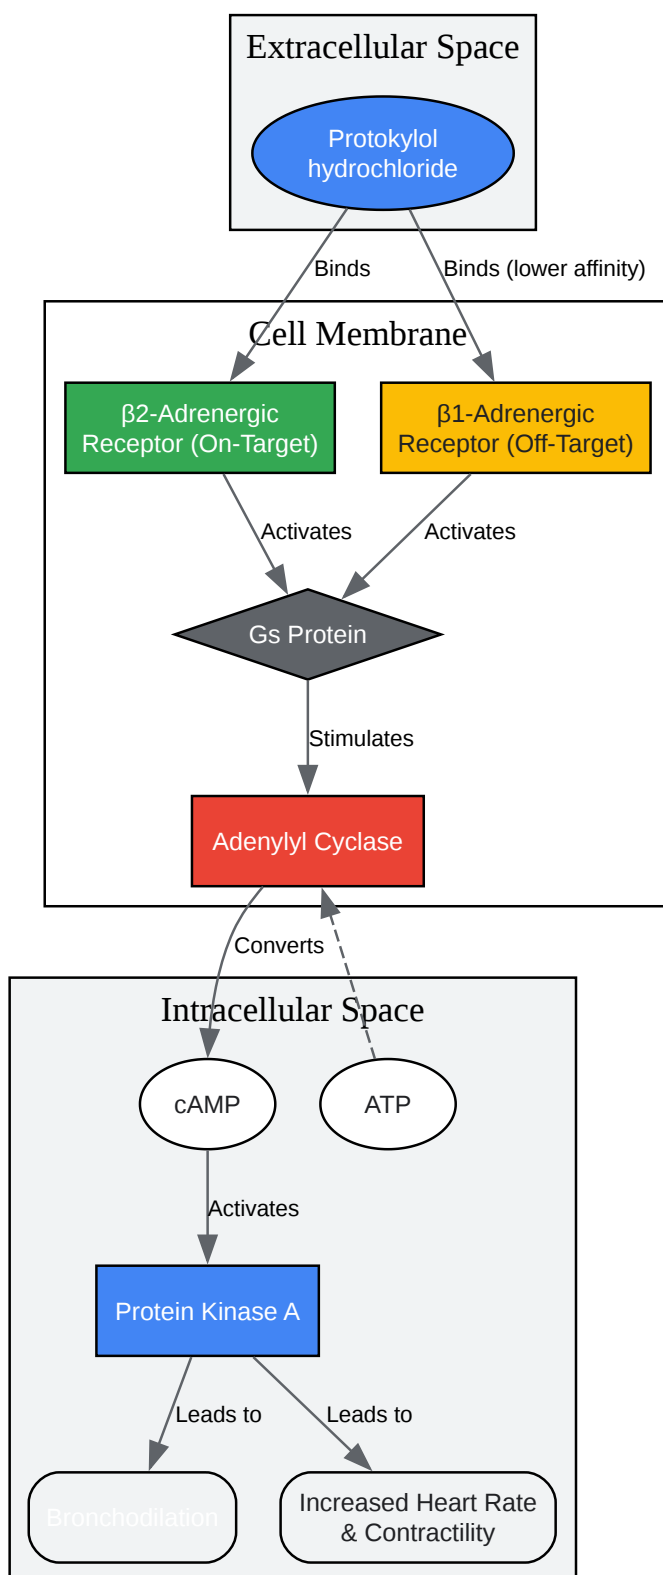 Extracellular Space
Protokylol
hydrochloride
Binds
Binds (lower affinity)
Cell Membrane
β2-Adrenergic
Receptor (On-Target)
β1-Adrenergic
Receptor (Off-Target)
Activates
Activates
Gs Protein
Stimulates
Adenylyl Cyclase
Converts
Intracellular Space
cAMP
ATP
Activates
Protein Kinase A
Leads to
Leads to
Bronchodilation
Increased Heart Rate
& Contractility